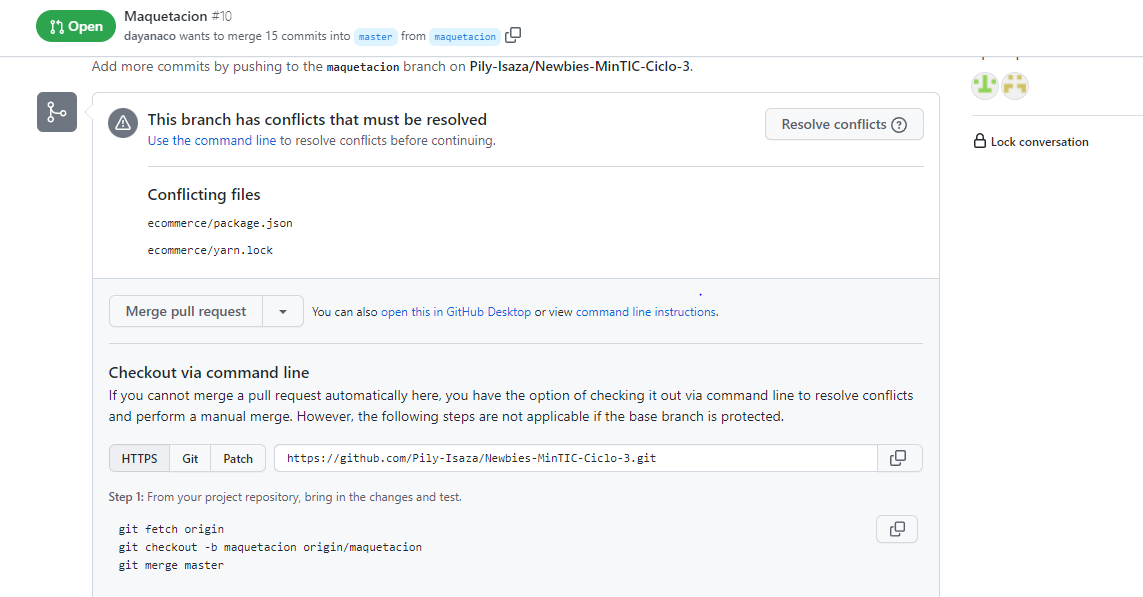 Open
Maquetacion #10
dayanaco wants to merge 15 commits into master from maquetacion
Add more commits by pushing to the maquetacion branch on Pily-Isaza/Newbies-MinTIC-Ciclo-3.
This branch has conflicts that must be resolved
Use the command line to resolve conflicts before continuing.
Resolve conflicts
Conflicting files
ecommerce/package.json
ecommerce/yarn.lock
Merge pull request
You can also open this in GitHub Desktop or view command line instructions.
Checkout via command line
If you cannot merge a pull request automatically here, you have the option of checking it out via command line to resolve conflicts
and perform a manual merge. However, the following steps are not applicable if the base branch is protected.
HTTPS Git Patch https://github.com/Pily-Isaza/Newbies-MinTIC-Ciclo-3.git
Step 1: From your project repository, bring in the changes and test.
git fetch origin
git checkout -b maquetacion origin/maquetacion
git merge master
Lock conversation